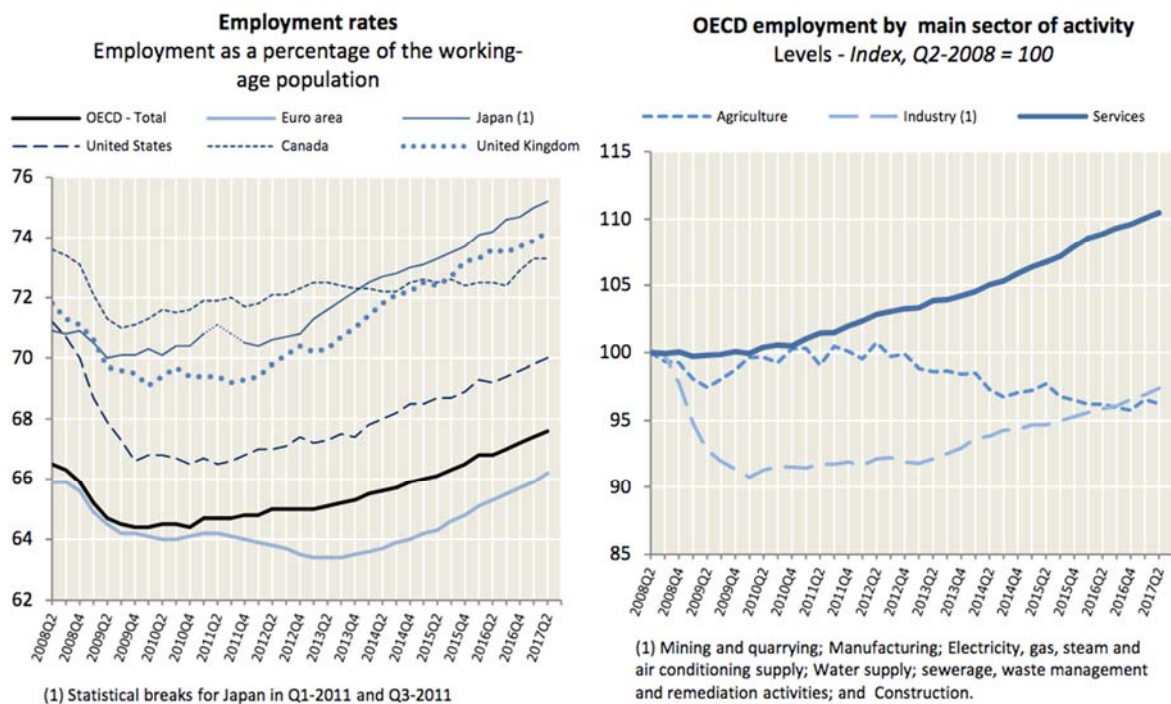 Employment rates
Employment as a percentage of the working-
age population
OECD - Total
Euro area
Japan (1)
United States
Canada
United Kingdom
76
74
72
70
68
66
64
62
2008Q2
2008Q4
2009Q2
2009Q4
2010Q2
2010Q4
2011Q2
2011Q4
2012Q2
2012Q4
2013Q2
2013Q4
2014Q2
2014Q4
2015Q2
2015Q4
2016Q2
2016Q4
2017Q2
(1) Statistical breaks for Japan in Q1-2011 and Q3-2011
OECD employment by main sector of activity
Levels - Index, Q2-2008 = 100
Agriculture
Industry (1)
Services
115
110
105
100
95
90
85
2008Q2
2008Q4
2009Q2
2009Q4
2010Q2
2010Q4
2011Q2
2011Q4
2012Q2
2012Q4
2013Q2
2013Q4
2014Q2
2014Q4
2015Q2
2015Q4
2016Q2
2016Q4
2017Q2
(1) Mining and quarrying; Manufacturing; Electricity, gas, steam and
air conditioning supply; Water supply; sewerage, waste management
and remediation activities; and Construction.